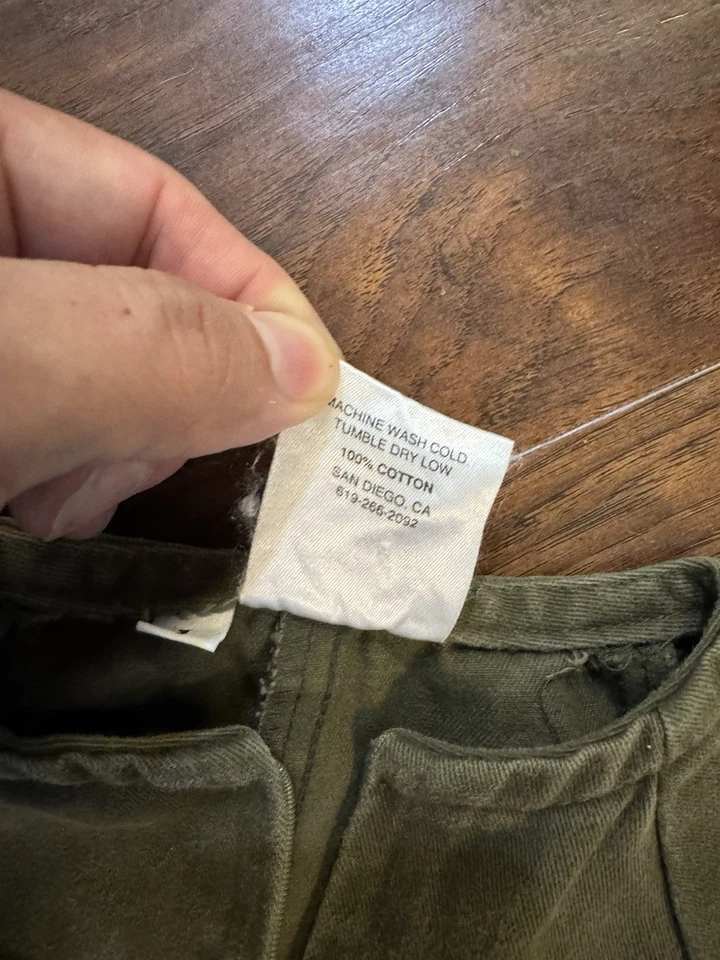 MACHINE WASH COLD
TUMBLE DRY LOW
100% COTTON
SAN DIEGO, CA
619-266-2092